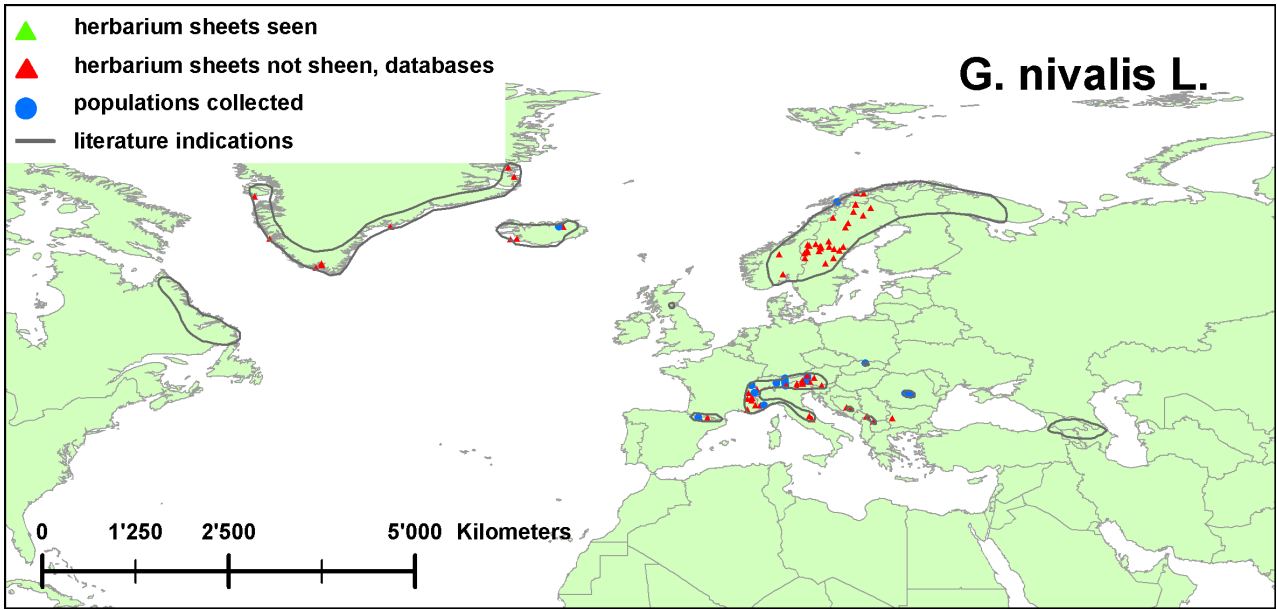 herbarium sheets seen
herbarium sheets not sheen, databases
populations collected
literature indications
G. nivalis L.
0 1'250 2'500 5'000 Kilometers